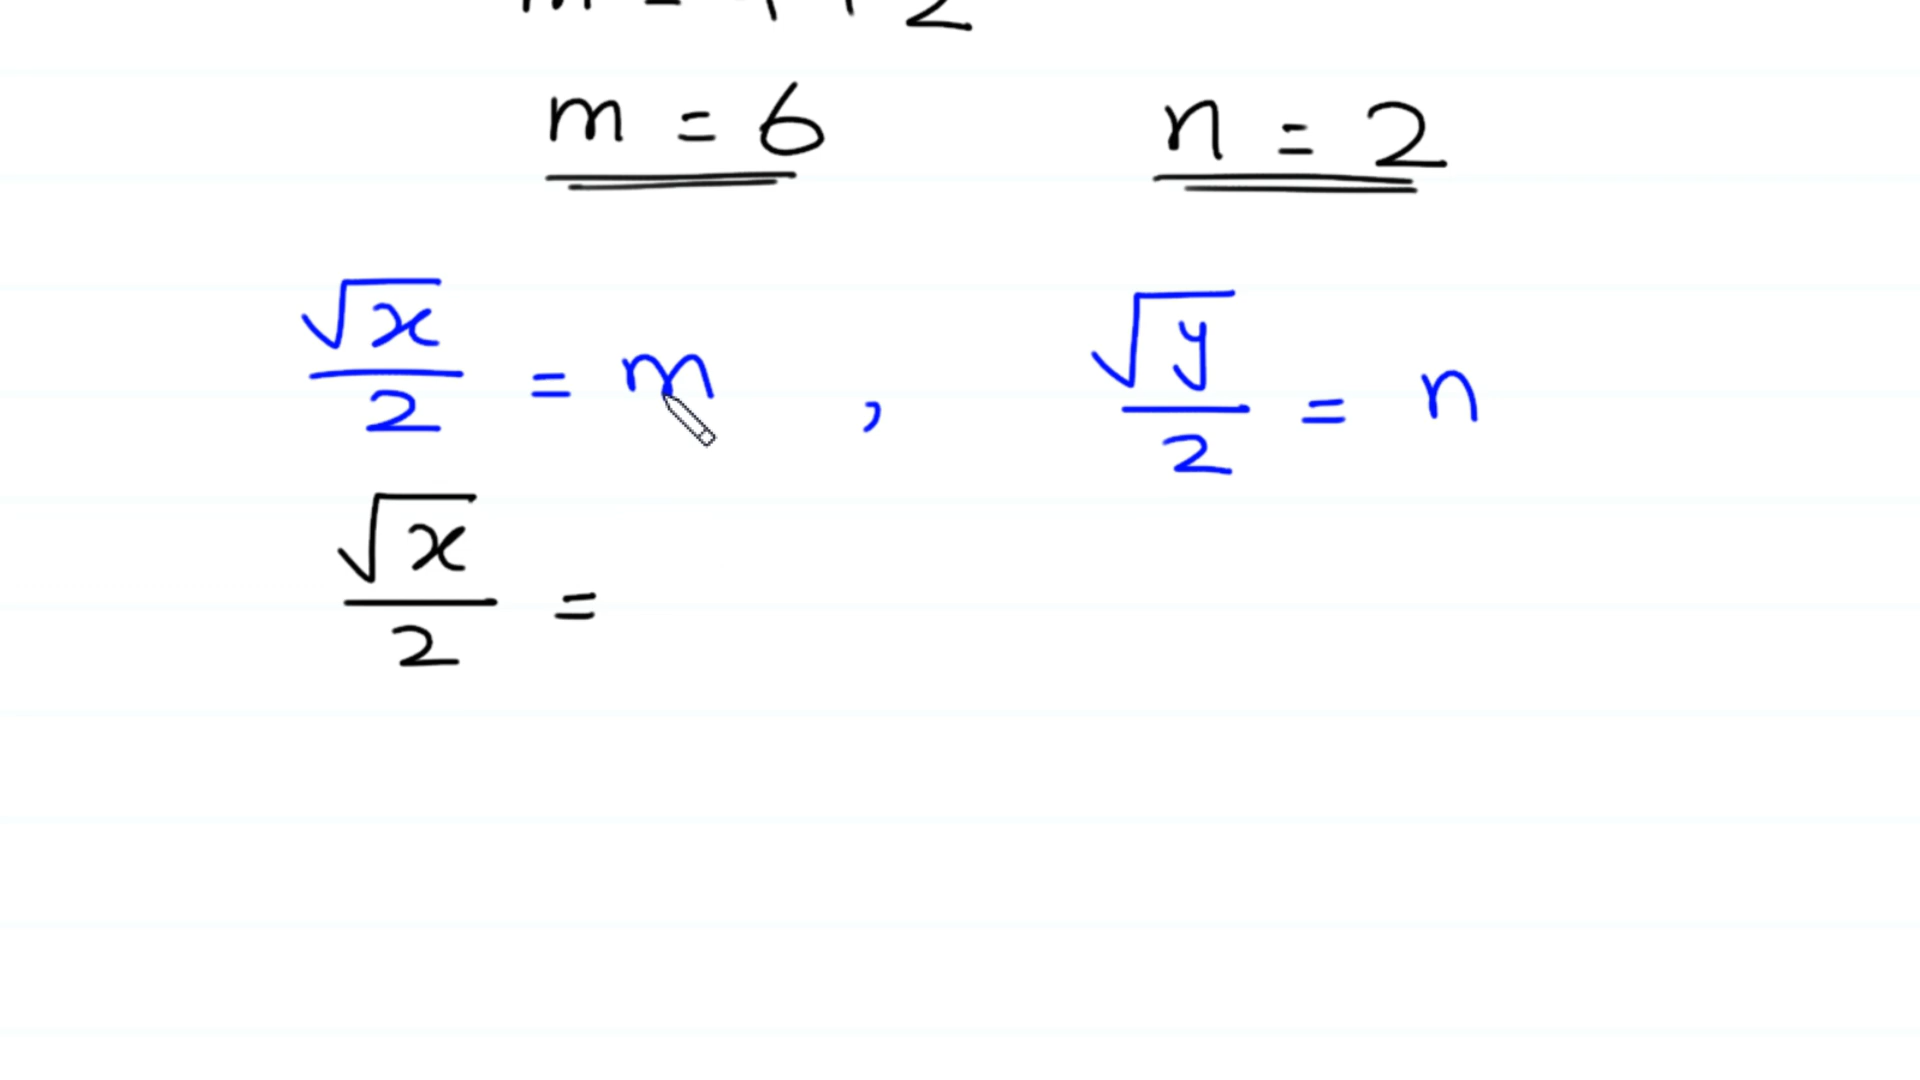 m = 6 n = 2
√x/2 = m , √y/2 = n
√x/2 =